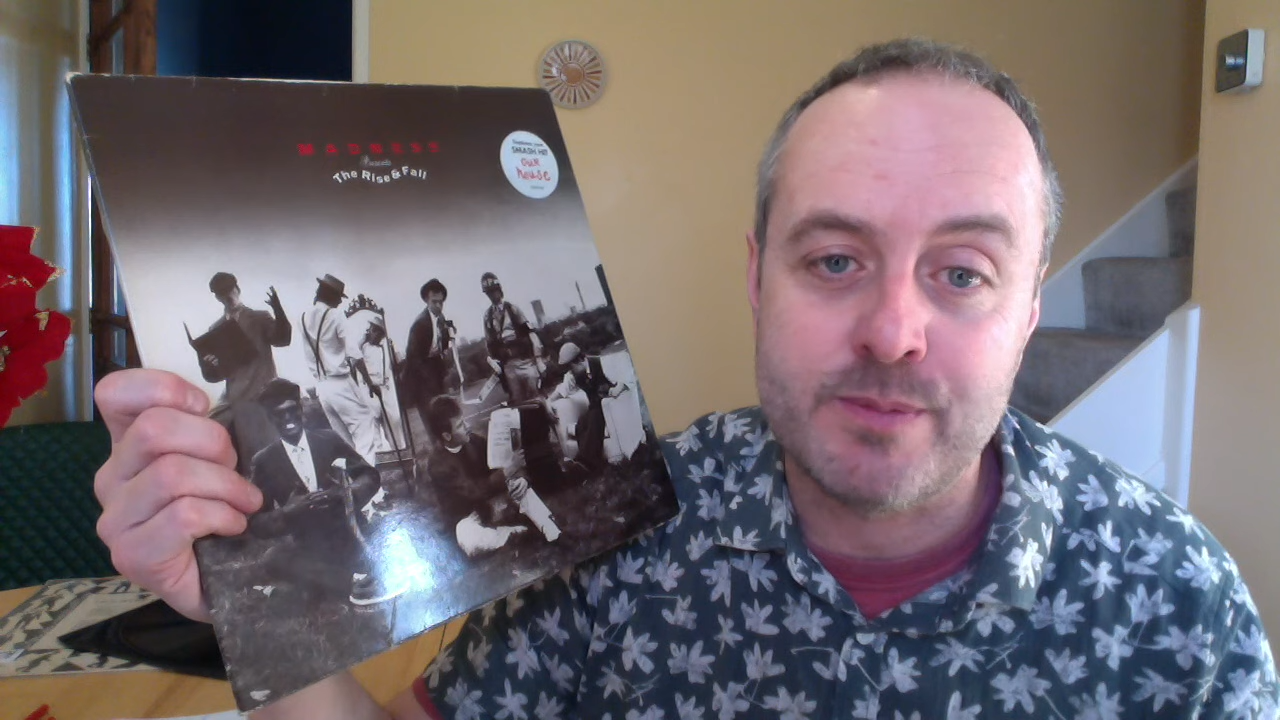 MADNESS
Presents
The Rise & Fall
SMASH HIT
OUR
HOUSE